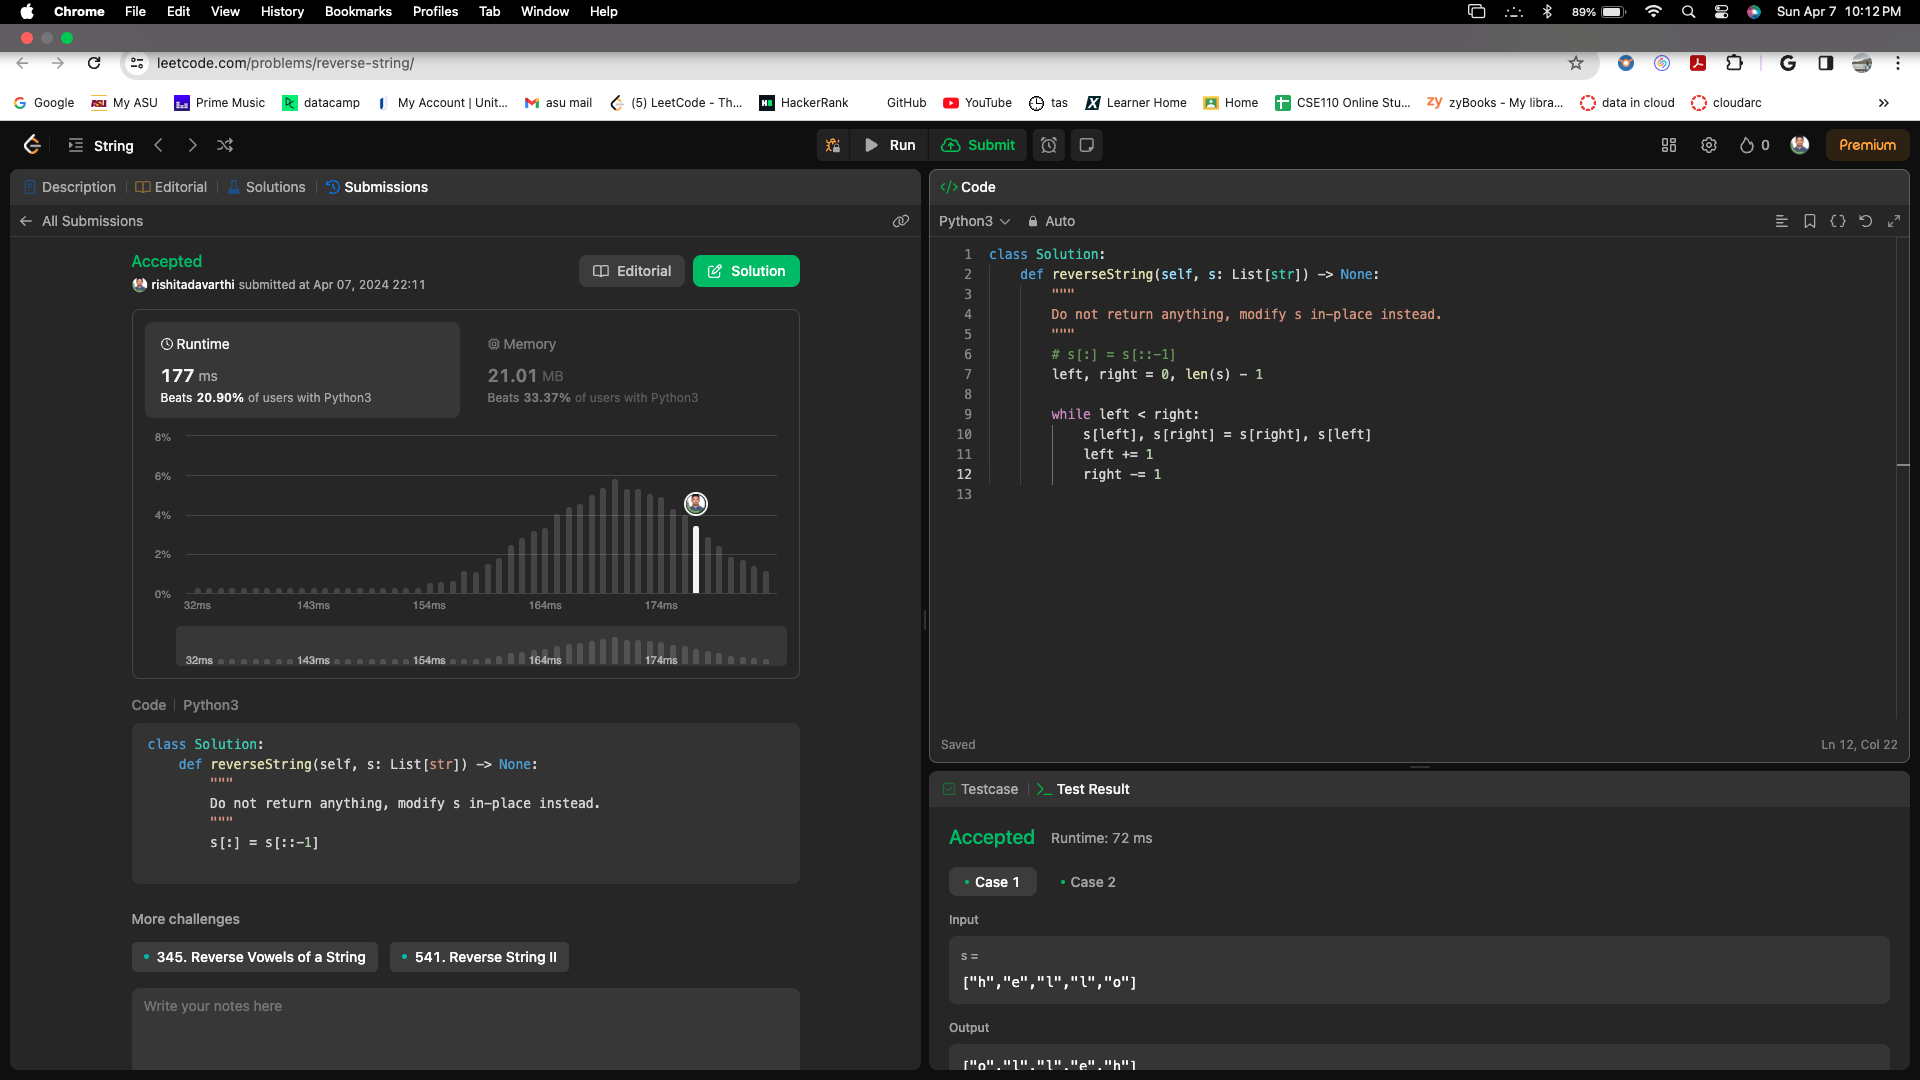 Chrome File Edit View History Bookmarks Profiles Tab Window Help 89% Sun Apr 7 10:12 PM
leetcode.com/problems/reverse-string/
Google My ASU Prime Music datacamp My Account | Unit... asu mail (5) LeetCode - Th... HackerRank GitHub YouTube tas Learner Home Home CSE110 Online Stu... zyBooks - My libra... data in cloud cloudarc »
String Run Submit 0 Premium
Description Editorial Solutions Submissions
All Submissions
Accepted
rishitadavarthi submitted at Apr 07, 2024 22:11
Editorial Solution
Runtime
177 ms
Beats 20.90% of users with Python3
Memory
21.01 MB
Beats 33.37% of users with Python3
8%
6%
4%
2%
0%
32ms 143ms 154ms 164ms 174ms
32ms 143ms 154ms 164ms 174ms
Code | Python3
class Solution:
    def reverseString(self, s: List[str]) -> None:
        """
        Do not return anything, modify s in-place instead.
        """
        s[:] = s[::-1]
More challenges
345. Reverse Vowels of a String 541. Reverse String II
Write your notes here
</> Code
Python3 Auto
1 class Solution:
2     def reverseString(self, s: List[str]) -> None:
3         """
4         Do not return anything, modify s in-place instead.
5         """
6         # s[:] = s[::-1]
7         left, right = 0, len(s) - 1
8
9         while left < right:
10             s[left], s[right] = s[right], s[left]
11             left += 1
12             right -= 1
13
Saved Ln 12, Col 22
Testcase Test Result
Accepted Runtime: 72 ms
Case 1 Case 2
Input
s =
["h","e","l","l","o"]
Output
["o","l","l","e","h"]